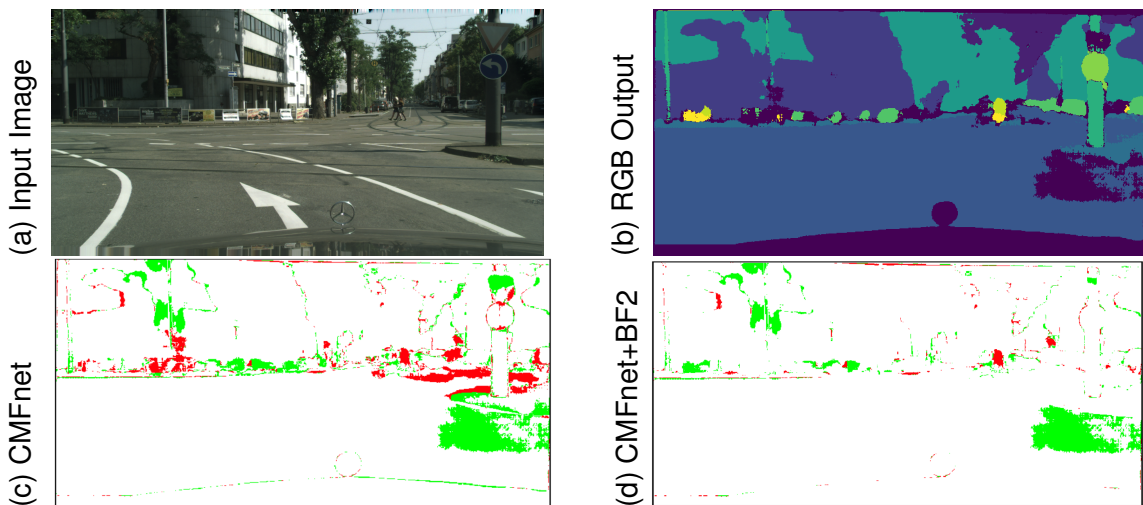 (a) Input Image
(b) RGB Output
(c) CMFnet
(d) CMFnet+BF2